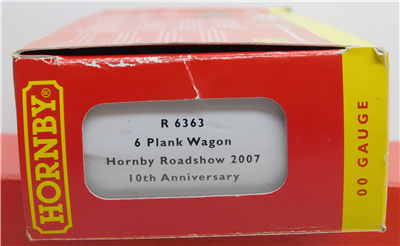 HORNBY®
R 6363
6 Plank Wagon
Hornby Roadshow 2007
10th Anniversary
00 GAUGE